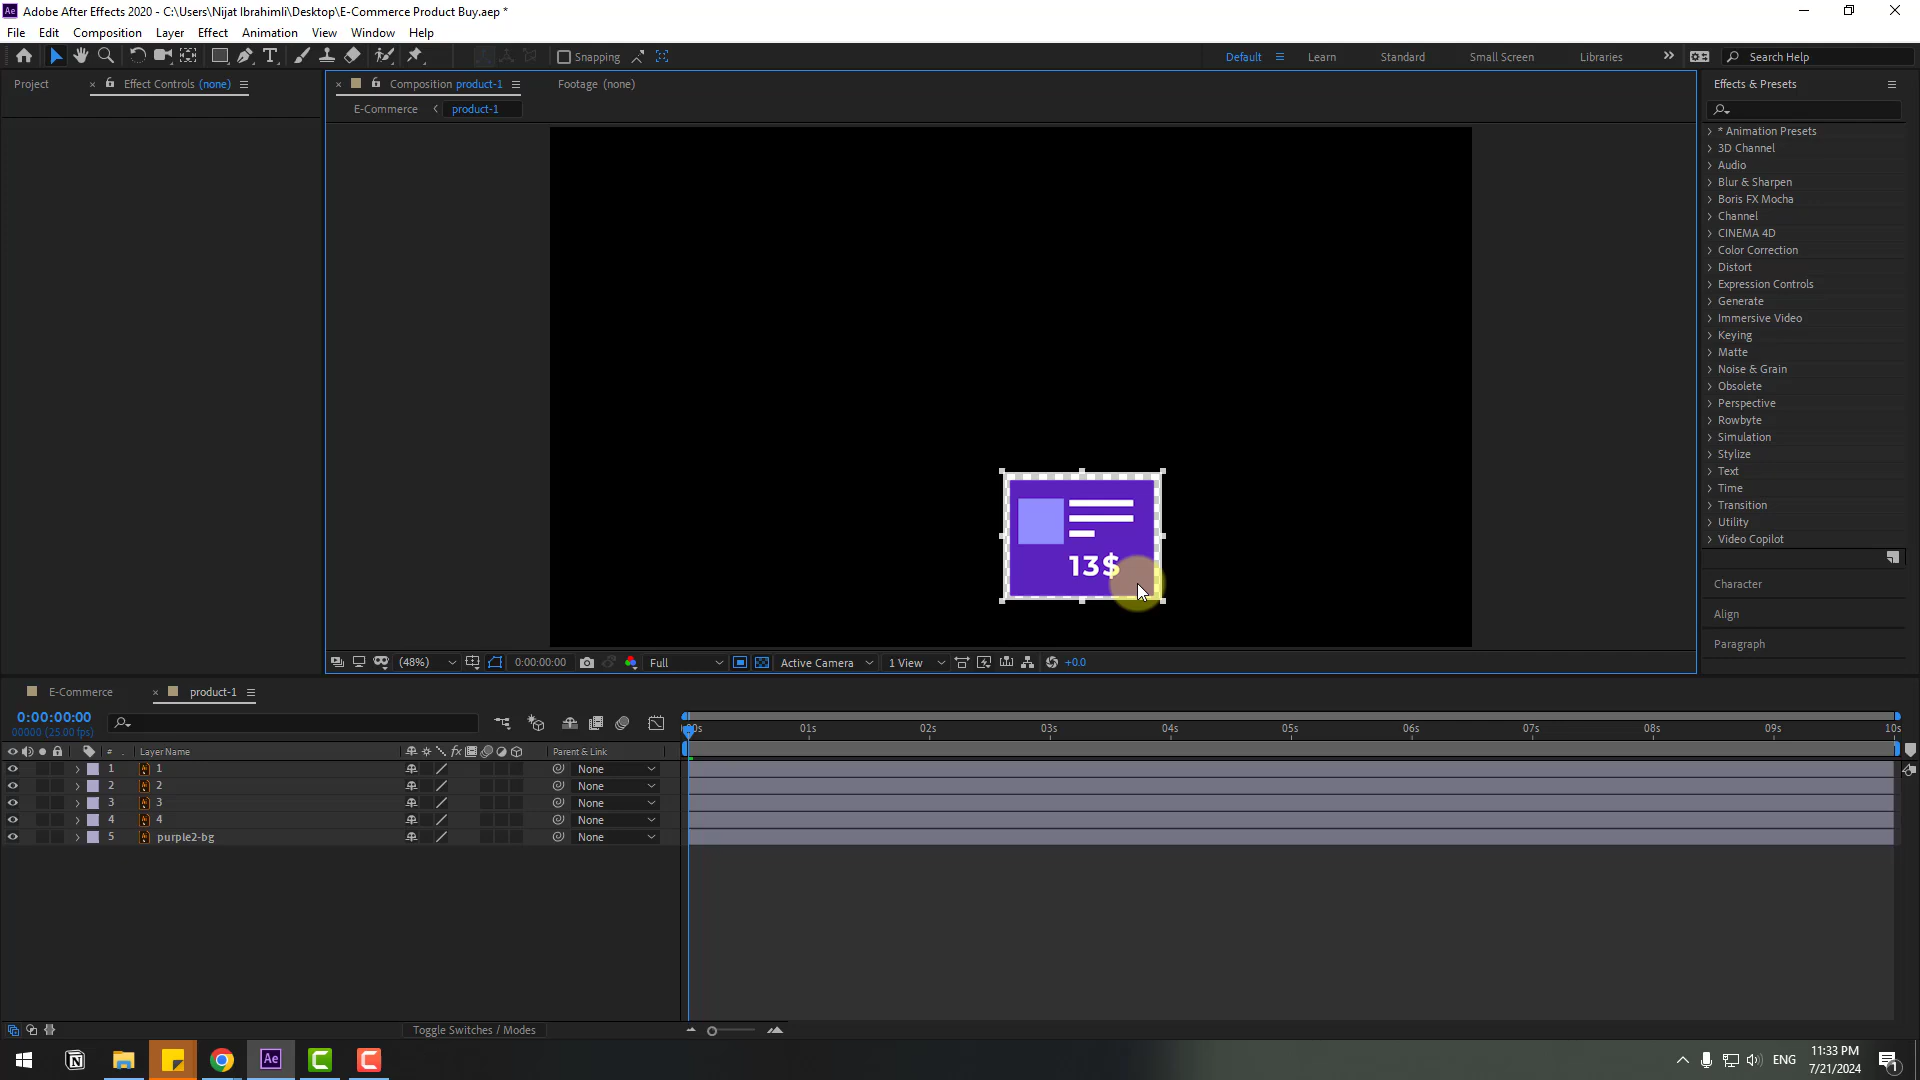 Adobe After Effects 2020 - C:\Users\Nijat Ibrahimli\Desktop\E-Commerce Product Buy.aep *
File Edit Composition Layer Effect Animation View Window Help
Snapping
Default Learn Standard Small Screen Libraries Search Help
Project Effect Controls (none) Composition product-1 Footage (none) Effects & Presets
E-Commerce product-1
* Animation Presets
3D Channel
Audio
Blur & Sharpen
Boris FX Mocha
Channel
CINEMA 4D
Color Correction
Distort
Expression Controls
Generate
Immersive Video
Keying
Matte
Noise & Grain
Obsolete
Perspective
Rowbyte
Simulation
Stylize
Text
Time
Transition
Utility
Video Copilot
Character
Align
Paragraph
13$
(48%) 0:00:00:00 Full Active Camera 1 View +0.0
E-Commerce product-1
0:00:00:00
00000 (25.00 fps)
0s 01s 02s 03s 04s 05s 06s 07s 08s 09s 10s
# Layer Name Parent & Link
1 1 None
2 2 None
3 3 None
4 4 None
5 purple2-bg None
Toggle Switches / Modes
ENG
11:33 PM
7/21/2024
1